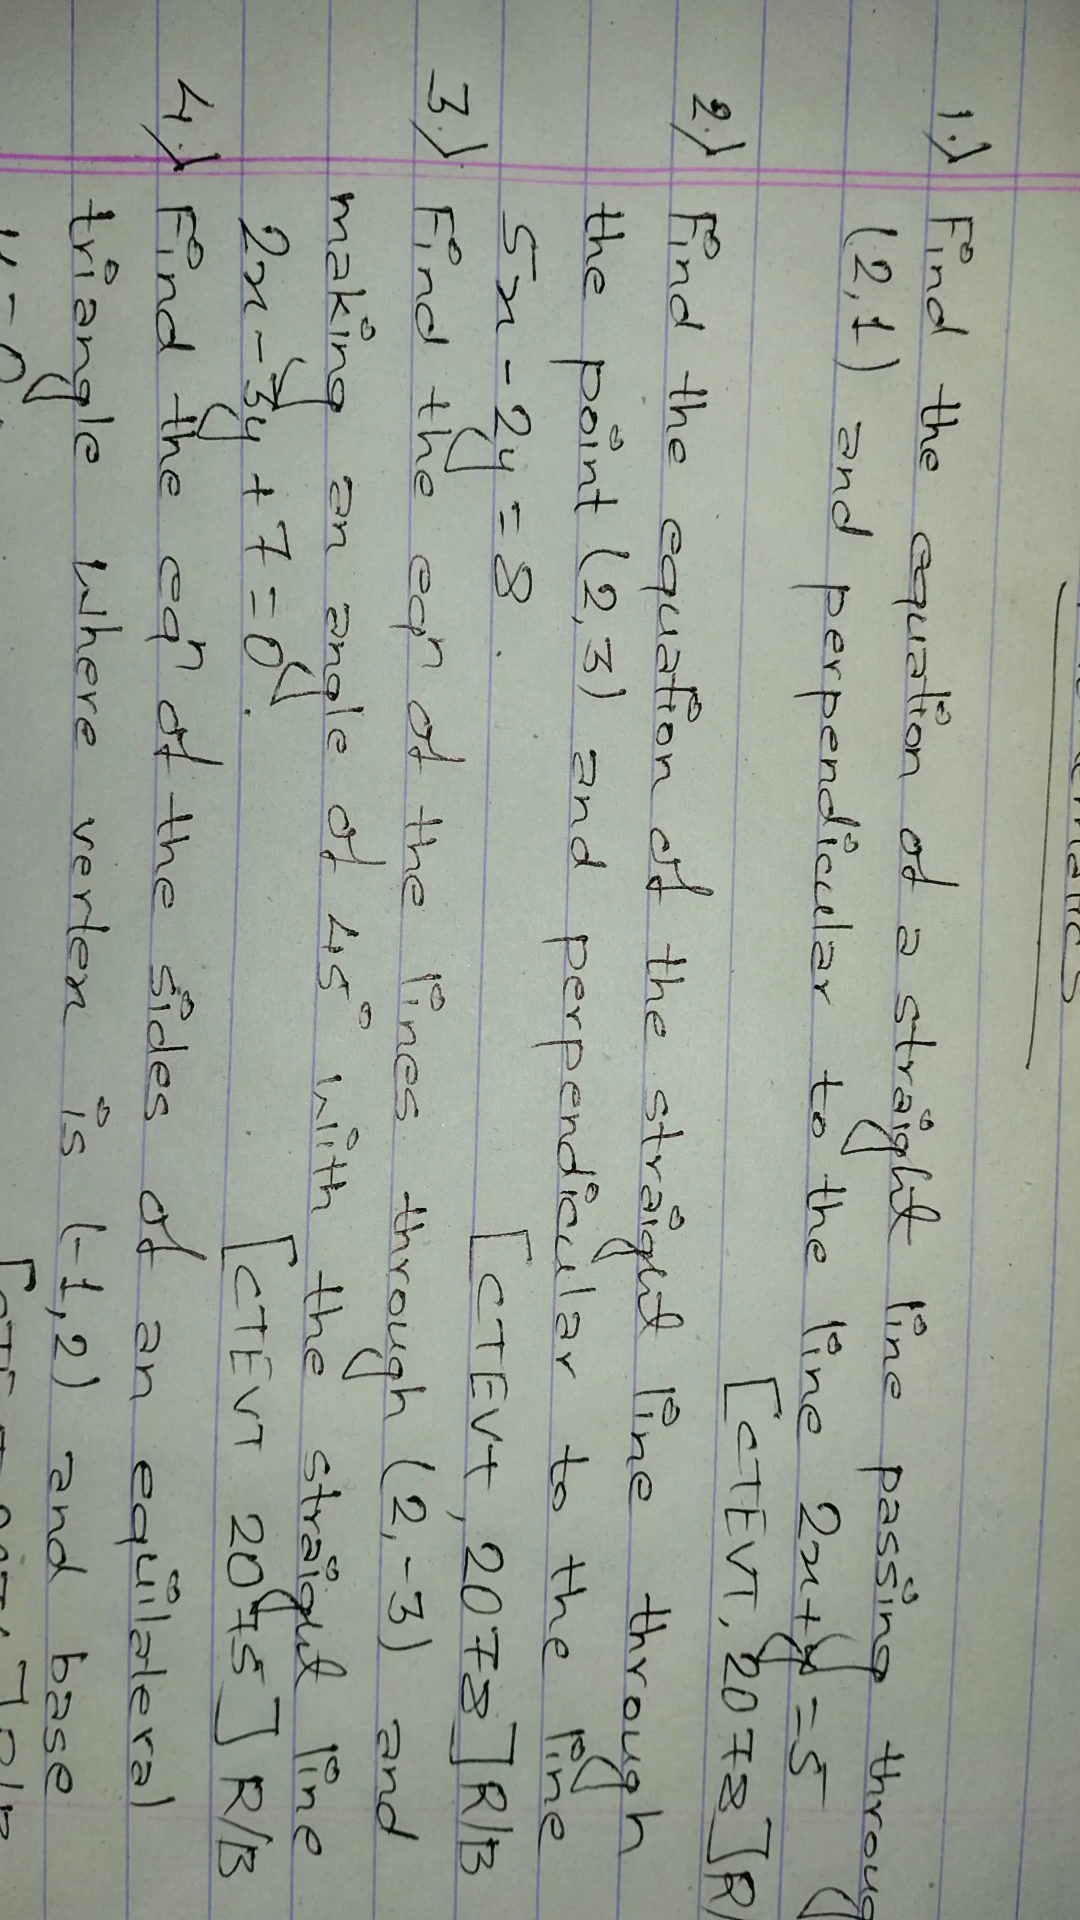 1.) Find the equation of a straight line passing throug
(2,1) and perpendicular to the line 2x+y=5
[CTEVT, 2078]R/
2.) Find the equation of the straight line through
the point (2,3) and perpendicular to the line
5x-2y=8.
[CTEVT, 2078]R/B
3.) Find the eqn of the lines through (2,-3) and
making an angle of 45° with the straight line
2x-3y+7=0.
[CTEVT 2075]R/B
4.) Find the eqn of the sides of an equilateral
triangle where vertex is (-1,2) and base